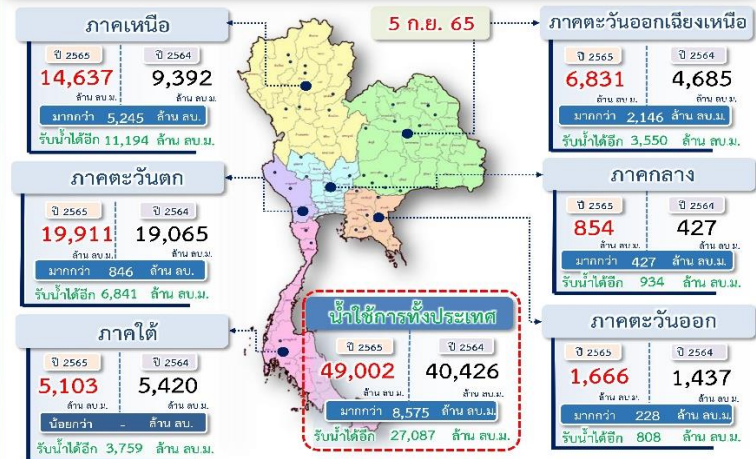 ภาคเหนือ
ปี 2565 ปี 2564
14,637 9,392
ล้าน ลบ.ม. ล้าน ลบ.ม.
มากกว่า 5,245 ล้าน ลบ.
รับน้ำได้อีก 11,194 ล้าน ลบ.ม.
5 ก.ย. 65
ภาคตะวันออกเฉียงเหนือ
ปี 2565 ปี 2564
6,831 4,685
ล้าน ลบ.ม. ล้าน ลบ.ม.
มากกว่า 2,146 ล้าน ลบ.ม.
รับน้ำได้อีก 3,550 ล้าน ลบ.ม.
ภาคตะวันตก
ปี 2565 ปี 2564
19,911 19,065
ล้าน ลบ.ม. ล้าน ลบ.ม.
มากกว่า 846 ล้าน ลบ.
รับน้ำได้อีก 6,841 ล้าน ลบ.ม.
ภาคกลาง
ปี 2565 ปี 2564
854 427
ล้าน ลบ.ม. ล้าน ลบ.ม.
มากกว่า 427 ล้าน ลบ.ม.
รับน้ำได้อีก 934 ล้าน ลบ.ม.
ภาคใต้
ปี 2565 ปี 2564
5,103 5,420
ล้าน ลบ.ม. ล้าน ลบ.ม.
น้อยกว่า - ล้าน ลบ.
รับน้ำได้อีก 3,759 ล้าน ลบ.ม.
น้ำใช้การทั้งประเทศ
ปี 2565 ปี 2564
49,002 40,426
ล้าน ลบ.ม. ล้าน ลบ.ม.
มากกว่า 8,575 ล้าน ลบ.ม.
รับน้ำได้อีก 27,087 ล้าน ลบ.ม.
ภาคตะวันออก
ปี 2565 ปี 2564
1,666 1,437
ล้าน ลบ.ม. ล้าน ลบ.ม.
มากกว่า 228 ล้าน ลบ.ม.
รับน้ำได้อีก 808 ล้าน ลบ.ม.